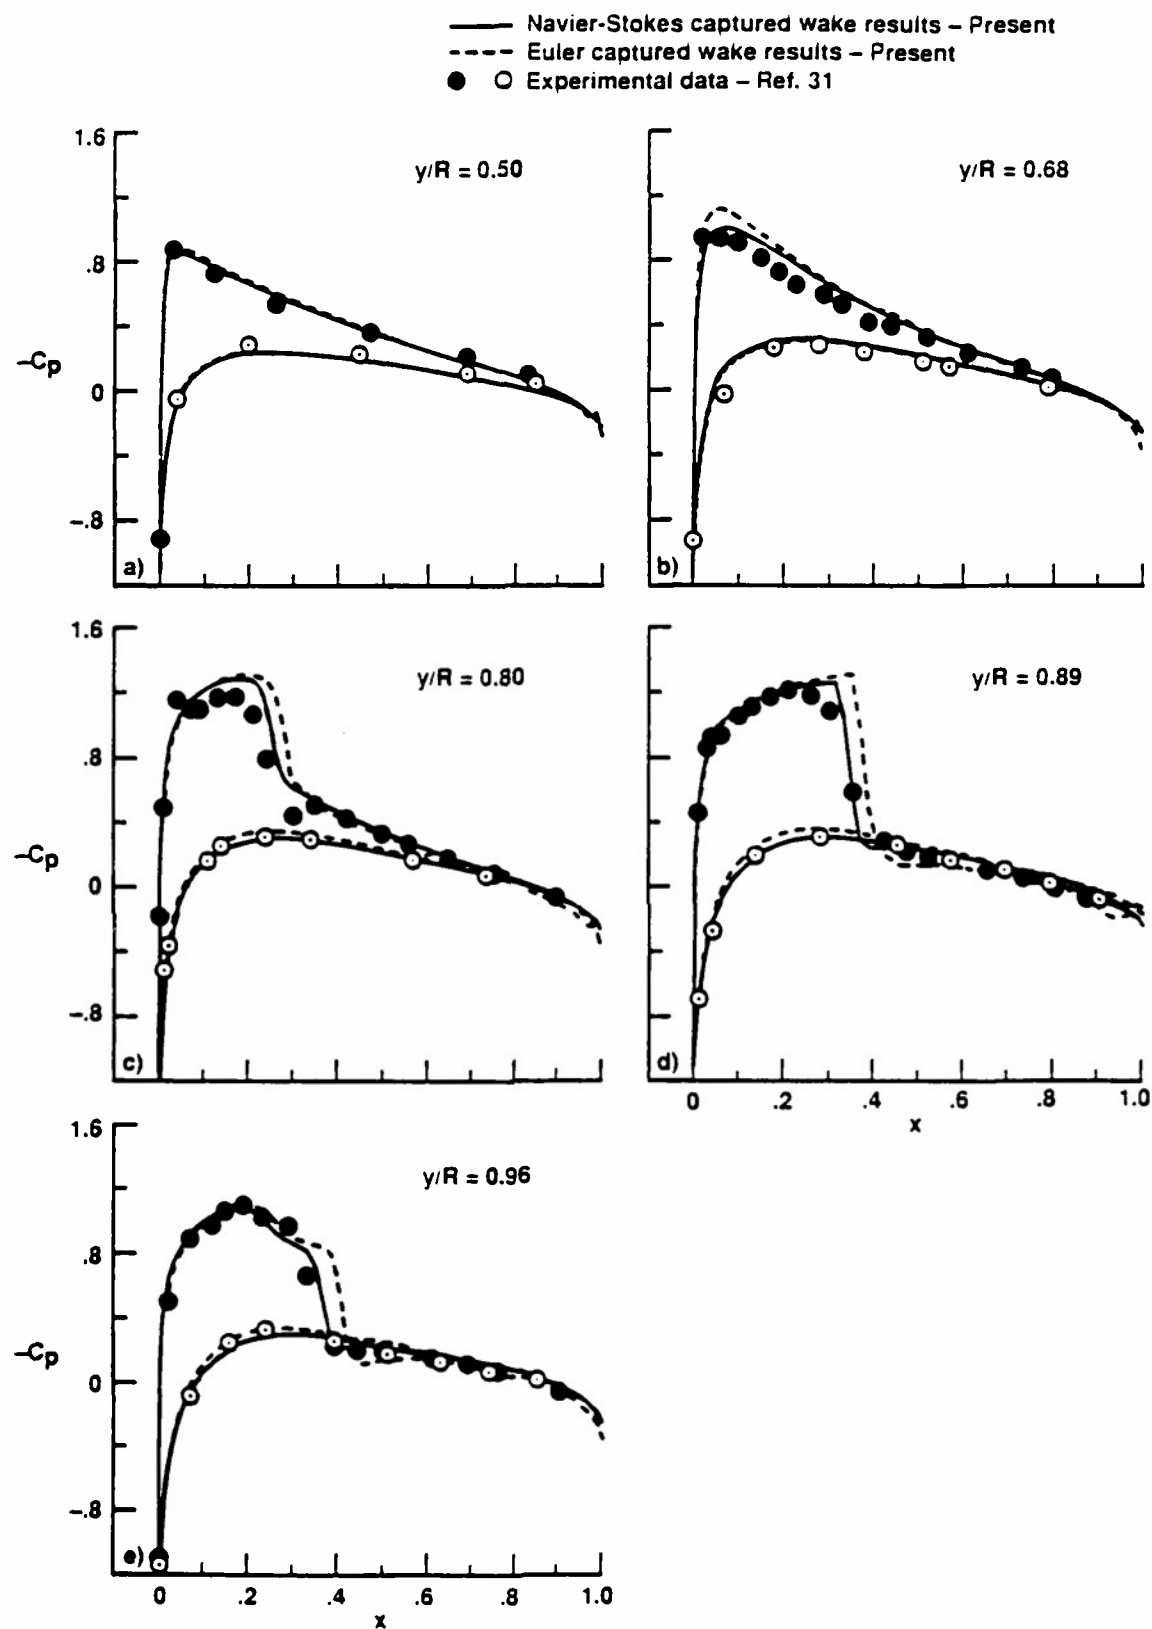 Navier-Stokes captured wake results – Present
Euler captured wake results – Present
Experimental data – Ref. 31
1.6
y/R = 0.50
y/R = 0.68
.8
-Cp
0
-.8
a)
b)
1.6
y/R = 0.80
y/R = 0.89
.8
-Cp
0
-.8
c)
d)
0 .2 .4 .6 .8 1.0
x
1.6
y/R = 0.96
.8
-Cp
0
-.8
e)
0 .2 .4 .6 .8 1.0
x